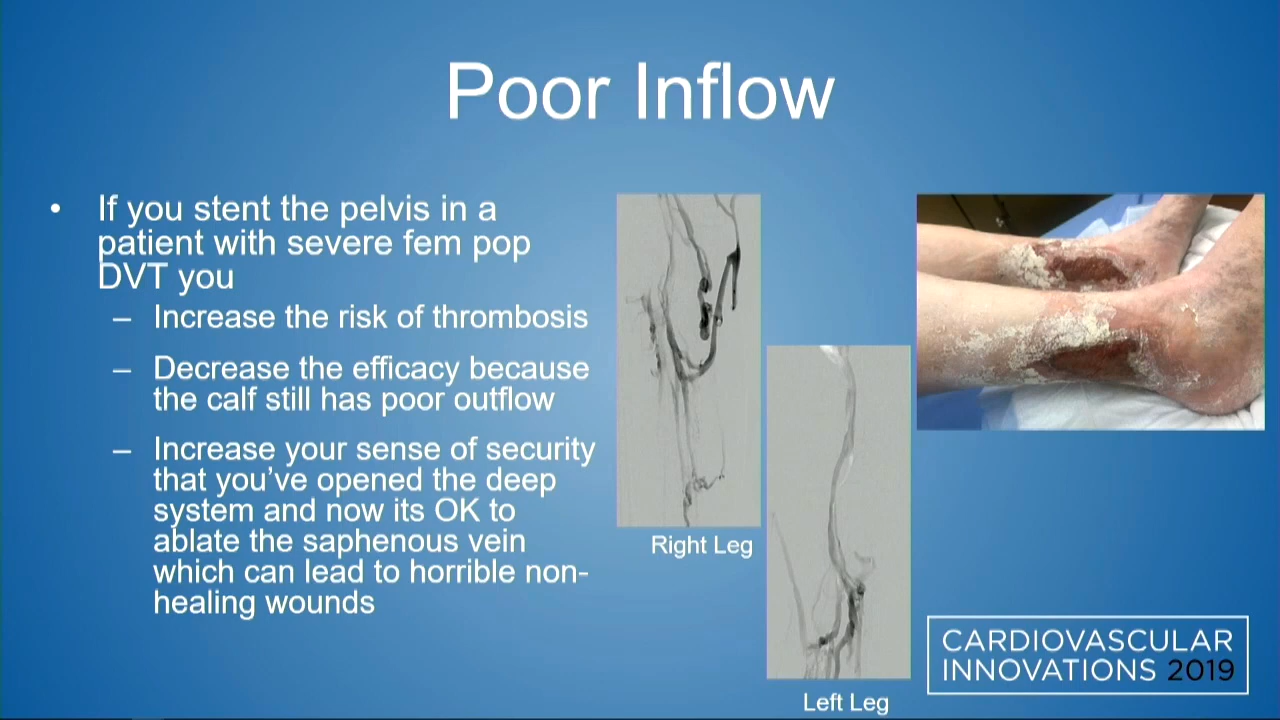 Poor Inflow
• If you stent the pelvis in a
patient with severe fem pop
DVT you
– Increase the risk of thrombosis
– Decrease the efficacy because
the calf still has poor outflow
– Increase your sense of security
that you’ve opened the deep
system and now its OK to
ablate the saphenous vein
which can lead to horrible non-
healing wounds
Right Leg
Left Leg
CARDIOVASCULAR
INNOVATIONS 2019